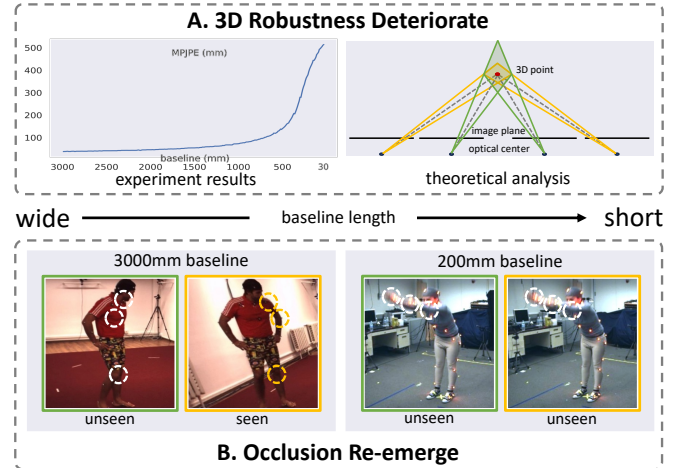 A. 3D Robustness Deteriorate
500
MPJPE (mm)
400
300
200
100
baseline (mm)
3000 2500 2000 1500 1000 500 30
experiment results
3D point
image plane
optical center
theoretical analysis
wide baseline length short
3000mm baseline
200mm baseline
unseen seen
unseen unseen
B. Occlusion Re-emerge